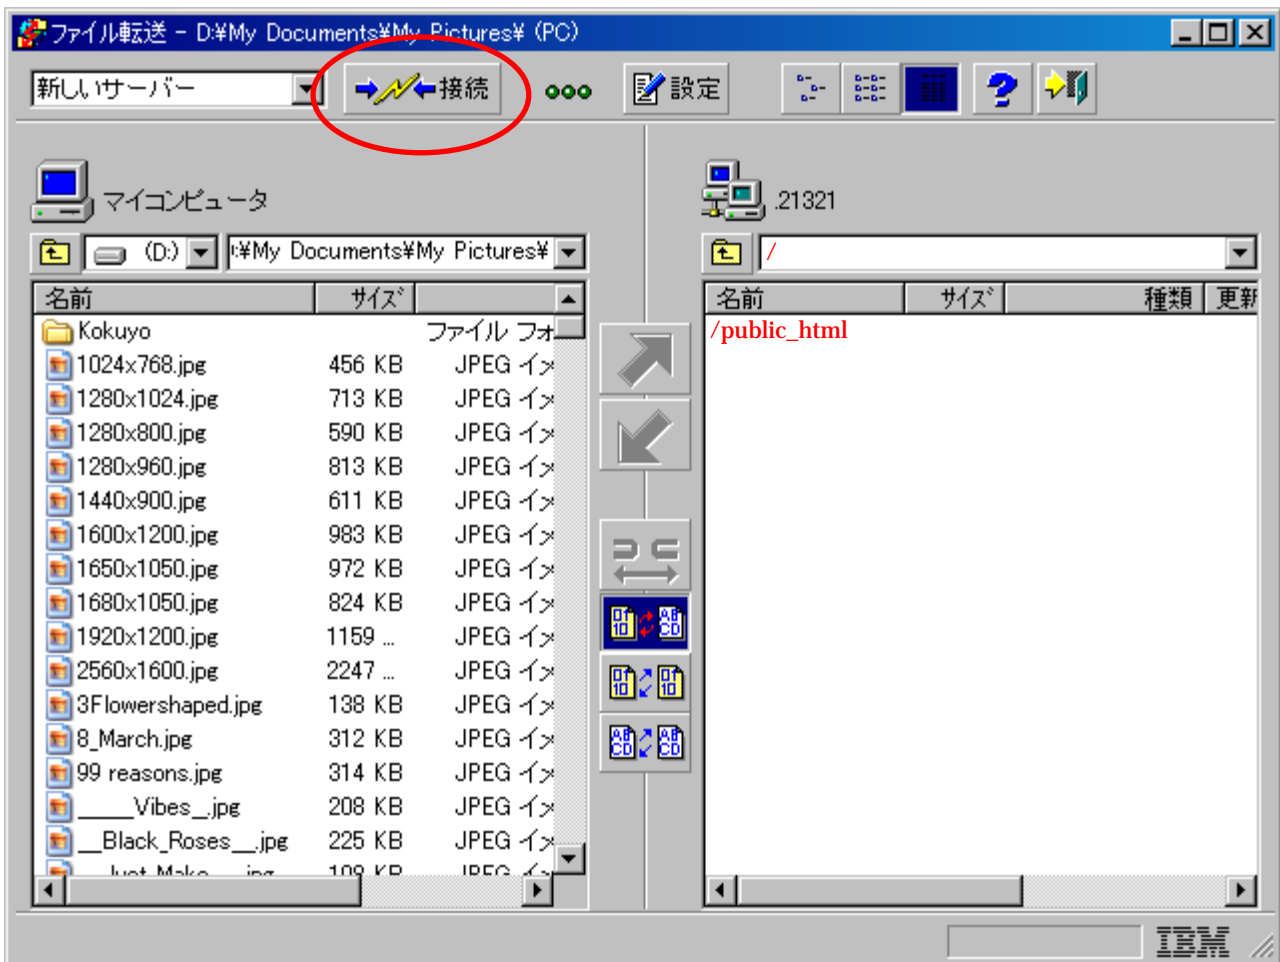 ファイル転送 - D:¥My Documents¥My Pictures¥ (PC)
新しいサーバー
接続
設定
マイコンピュータ
.21321
(D:)
¥My Documents¥My Pictures¥
/
名前 サイズ
名前 サイズ 種類 更新
Kokuyo ファイル フォ
/public_html
1024x768.jpg 456 KB JPEG イメ
1280x1024.jpg 713 KB JPEG イメ
1280x800.jpg 590 KB JPEG イメ
1280x960.jpg 813 KB JPEG イメ
1440x900.jpg 611 KB JPEG イメ
1600x1200.jpg 983 KB JPEG イメ
1650x1050.jpg 972 KB JPEG イメ
1680x1050.jpg 824 KB JPEG イメ
1920x1200.jpg 1159 ... JPEG イメ
2560x1600.jpg 2247 ... JPEG イメ
3Flowershaped.jpg 138 KB JPEG イメ
8_March.jpg 312 KB JPEG イメ
99 reasons.jpg 314 KB JPEG イメ
_____Vibes_.jpg 208 KB JPEG イメ
__Black_Roses__.jpg 225 KB JPEG イメ
IBM